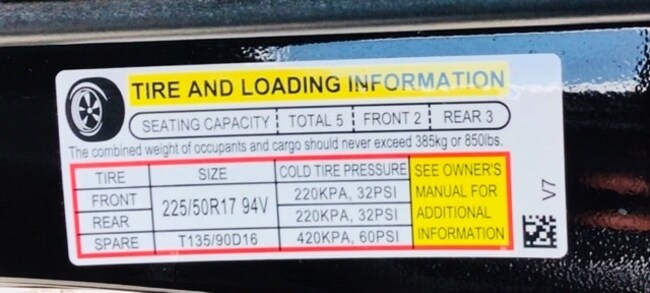 TIRE AND LOADING INFORMATION
SEATING CAPACITY TOTAL 5 FRONT 2 REAR 3
The combined weight of occupants and cargo should never exceed 385kg or 850lbs.
TIRE SIZE COLD TIRE PRESSURE SEE OWNER'S
FRONT 225/50R17 94V 220KPA, 32PSI MANUAL FOR
REAR 220KPA, 32PSI ADDITIONAL
SPARE T135/90D16 420KPA, 60PSI INFORMATION
V7